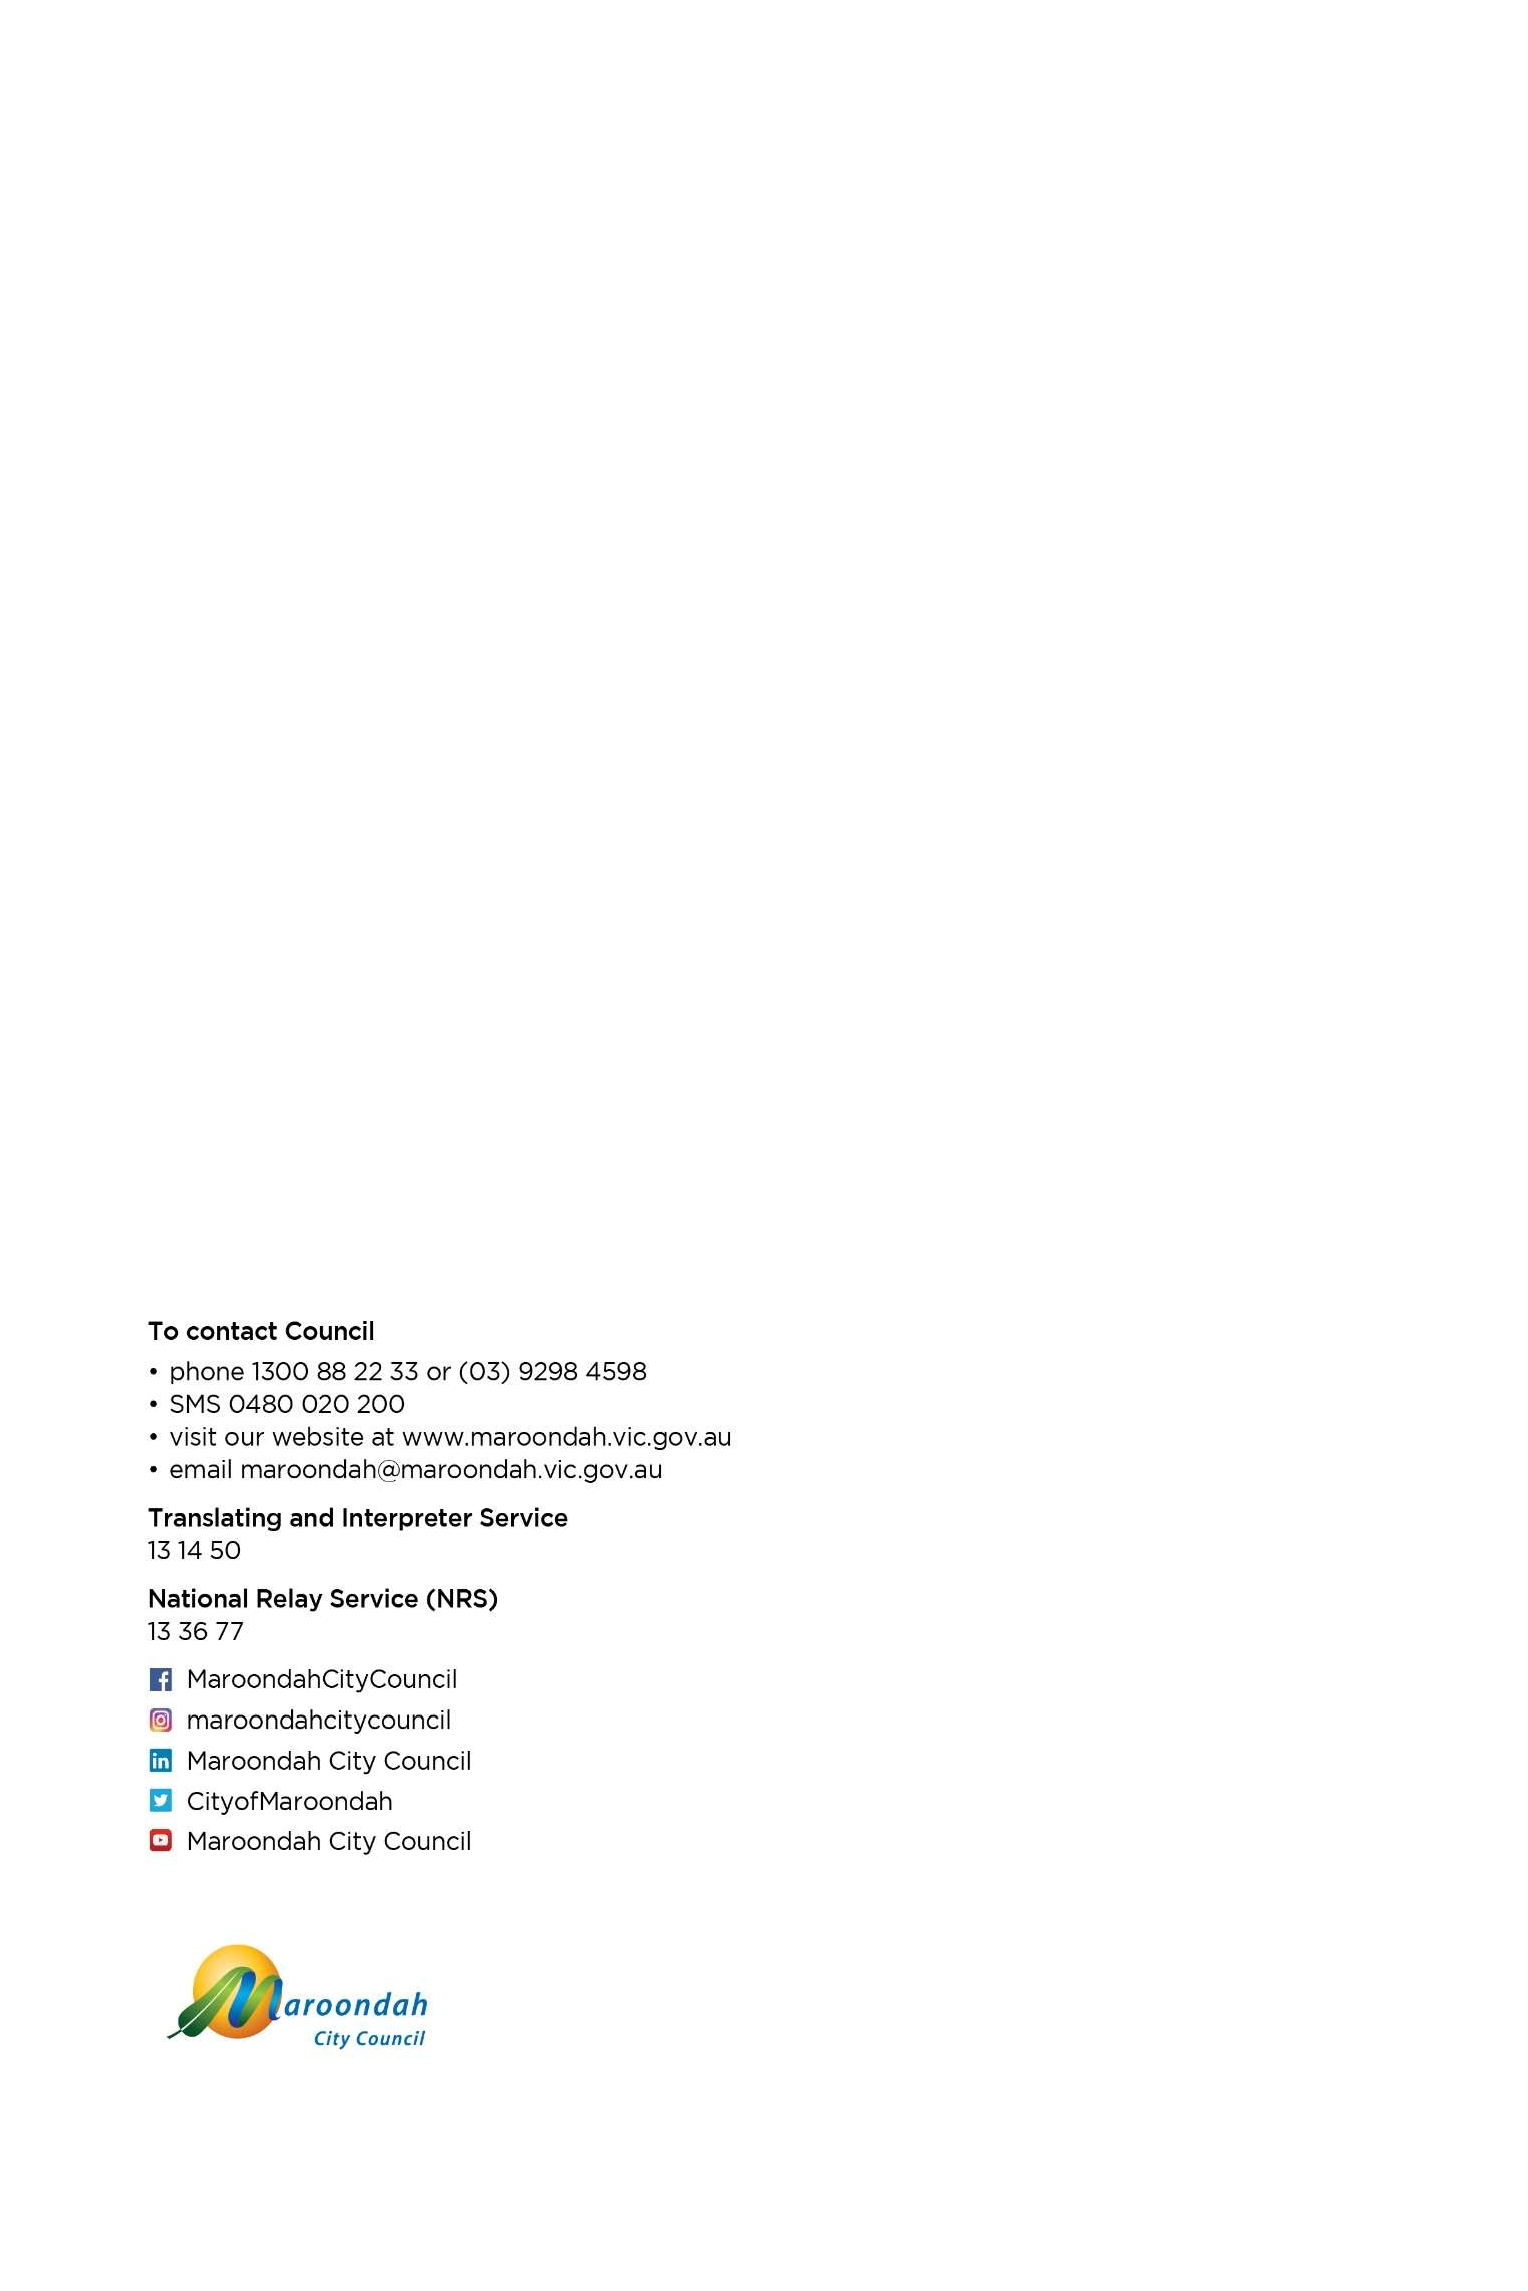 To contact Council
• phone 1300 88 22 33 or (03) 9298 4598
• SMS 0480 020 200
• visit our website at www.maroondah.vic.gov.au
• email maroondah@maroondah.vic.gov.au
Translating and Interpreter Service
13 14 50
National Relay Service (NRS)
13 36 77
MaroondahCityCouncil
maroondahcitycouncil
Maroondah City Council
CityofMaroondah
Maroondah City Council
Maroondah
City Council